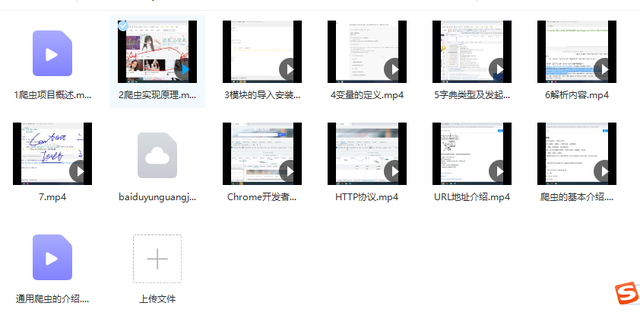 1爬虫项目概述.m...
2爬虫实现原理.m...
3模块的导入安装...
4变量的定义.mp4
5字典类型及发起...
6解析内容.mp4
7.mp4
baiduyunguangj...
Chrome开发者...
HTTP协议.mp4
URL地址介绍.mp4
爬虫的基本介绍....
通用爬虫的介绍....
上传文件